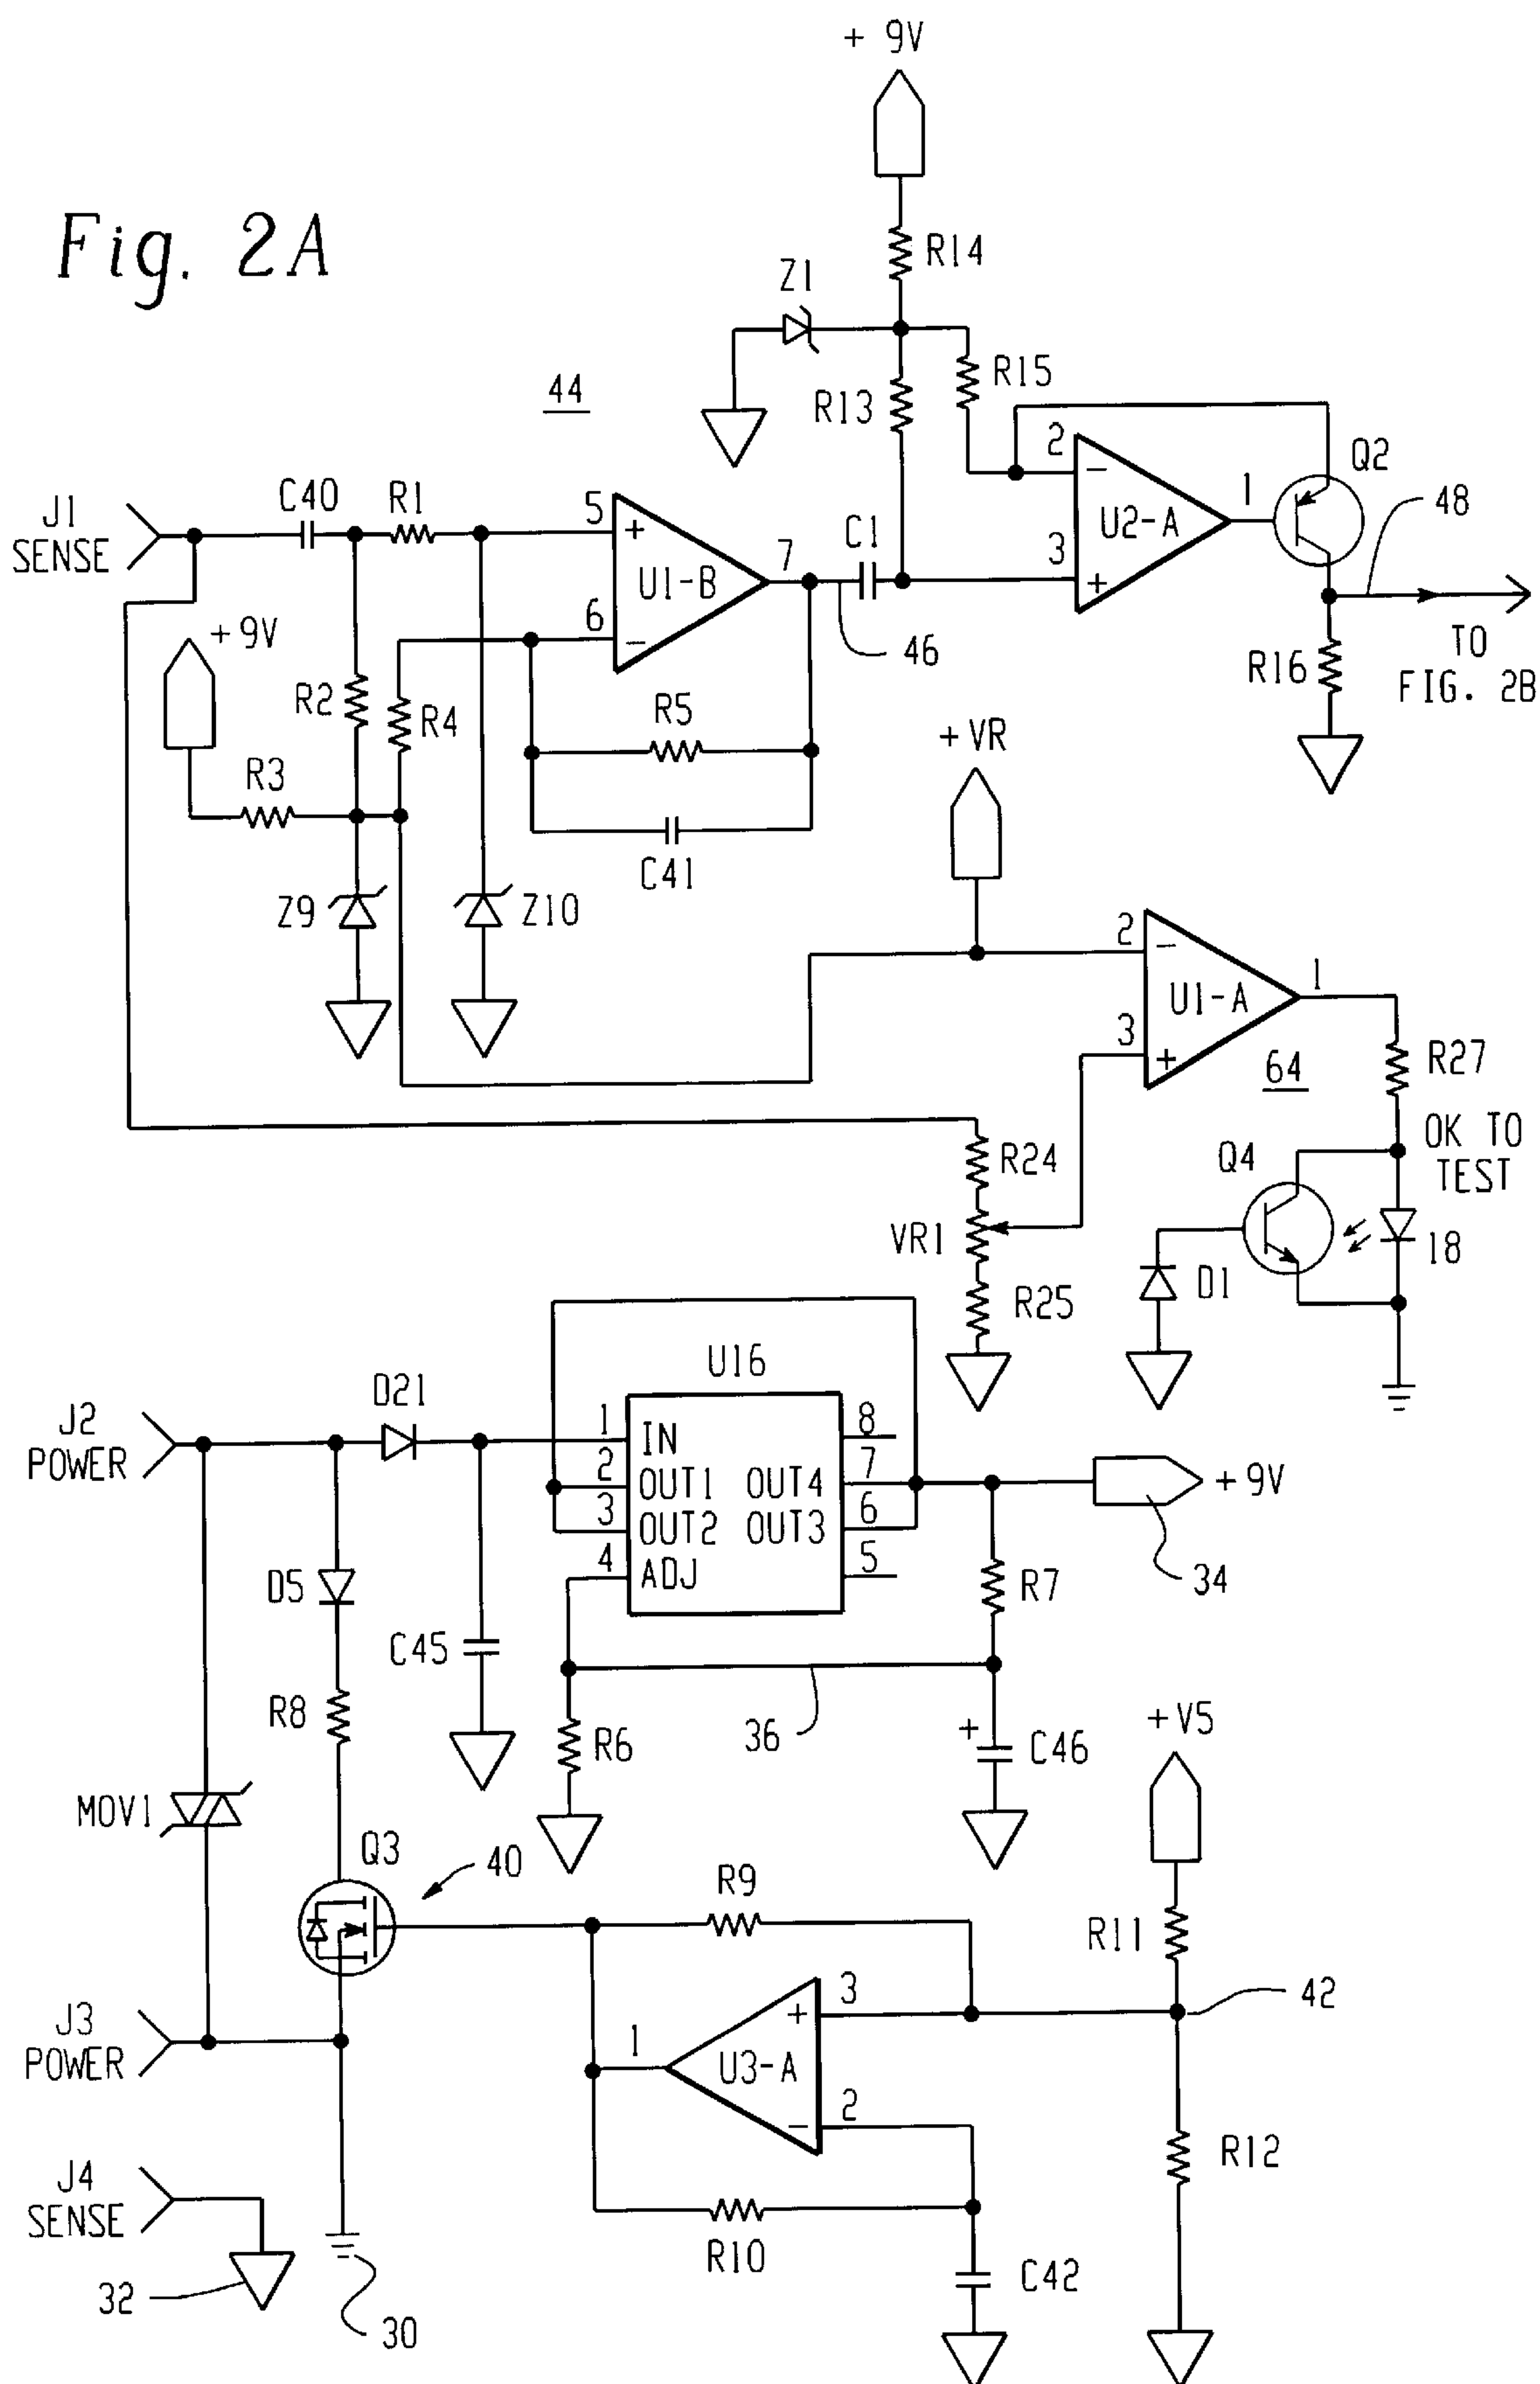 + 9V
Fig. 2A
R14
Z1
44
R13
R15
2
−
Q2
J1
SENSE
C40
R1
5
+
U1-B
7
C1
3
+
U2-A
1
48
6
−
46
+ 9V
R2
R4
R5
R16
TO
FIG. 2B
+ VR
R3
C41
Z9
Z10
2
−
U1-A
1
3
+
64
R27
OK TO
TEST
R24
Q4
VR1
18
D1
R25
U16
J2
POWER
D21
1
IN
8
2
OUT1
OUT4
7
+ 9V
3
OUT2
OUT3
6
4
ADJ
5
34
D5
R7
C45
R8
R6
36
+
C46
+ V5
MOV1
Q3
40
R9
R11
42
J3
POWER
3
+
1
U3-A
2
−
R12
J4
SENSE
R10
C42
32
30